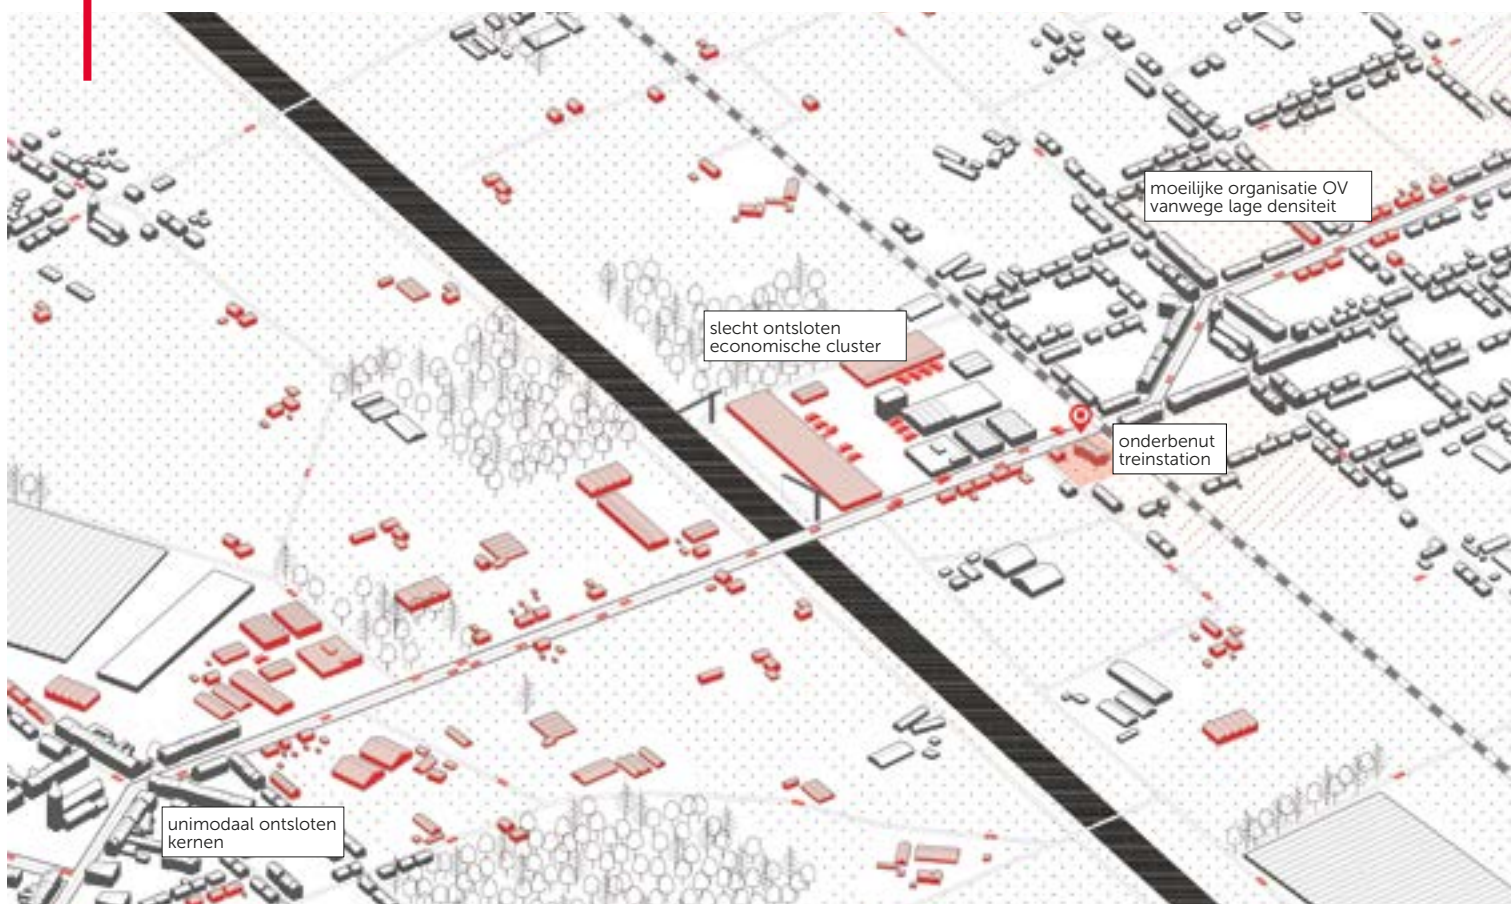 moeilijke organisatie OV
vanwege lage densiteit
slecht ontsloten
economische cluster
onderbenut
treinstation
unimodaal ontsloten
kernen